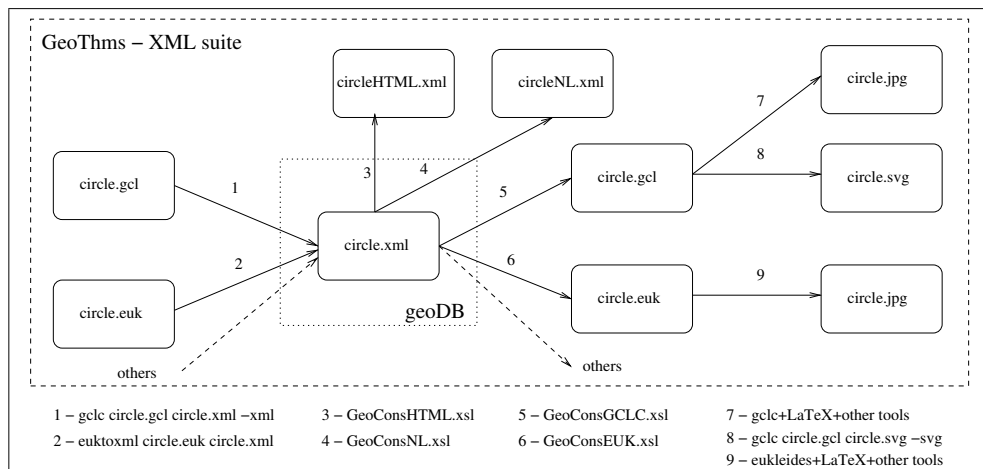 GeoThms – XML suite
circleHTML.xml
circleNL.xml
circle.jpg
7
3
4
8
circle.gcl
1
5
circle.gcl
circle.svg
circle.xml
2
6
9
circle.euk
geoDB
circle.euk
circle.jpg
others
others
1 – gclc circle.gcl circle.xml –xml
3 – GeoConsHTML.xsl
5 – GeoConsGCLC.xsl
7 – gclc+LaTeX+other tools
2 – euktoxml circle.euk circle.xml
4 – GeoConsNL.xsl
6 – GeoConsEUK.xsl
8 – gclc circle.gcl circle.svg –svg
9 – eukleides+LaTeX+other tools